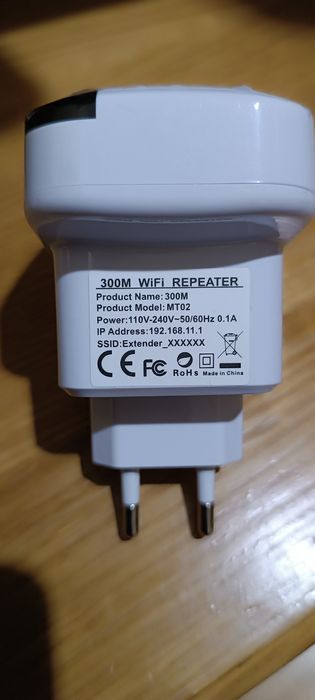 300M WiFi REPEATER
Product Name:300M
Product Model:MT02
Power:110V-240V~50/60Hz 0.1A
IP Address:192.168.11.1
SSID:Extender_XXXXXX
CE FC RoHS Made in China